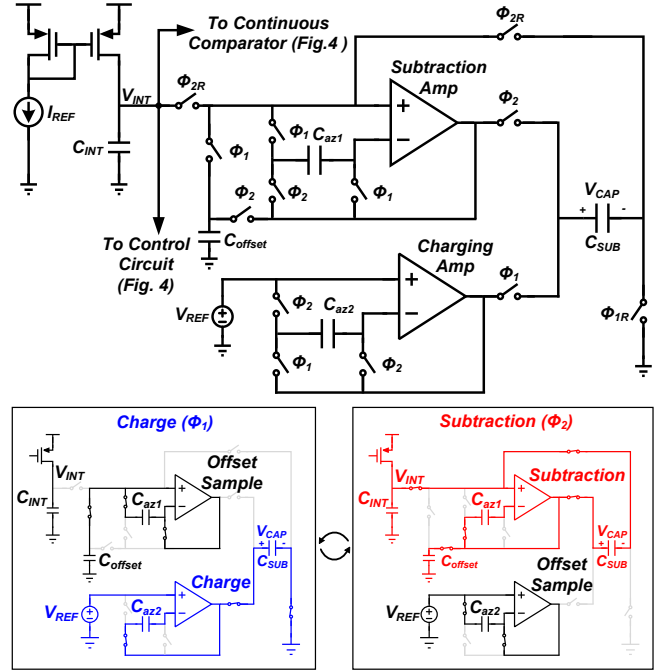 To Continuous
Comparator (Fig.4 )
Φ2R
Subtraction
Amp
VINT
Φ2R
IREF
CINT
Φ1
Φ1
Caz1
+
−
Φ2
Φ2
Φ2
Φ1
VCAP
+ -
CSUB
To Control
Circuit
(Fig. 4)
Coffset
Charging
Amp
VREF
+
−
Φ2
Caz2
+
−
Φ1
Φ1
Φ2
Φ1R
Charge (Φ1)
VINT
Offset
Sample
CINT
Caz1
+
−
VCAP
+ -
CSUB
Coffset
Charge
VREF
+
−
Caz2
+
−
Subtraction (Φ2)
VINT
Subtraction
CINT
Caz1
+
−
VCAP
+ -
CSUB
Coffset
Offset
Sample
VREF
+
−
Caz2
+
−